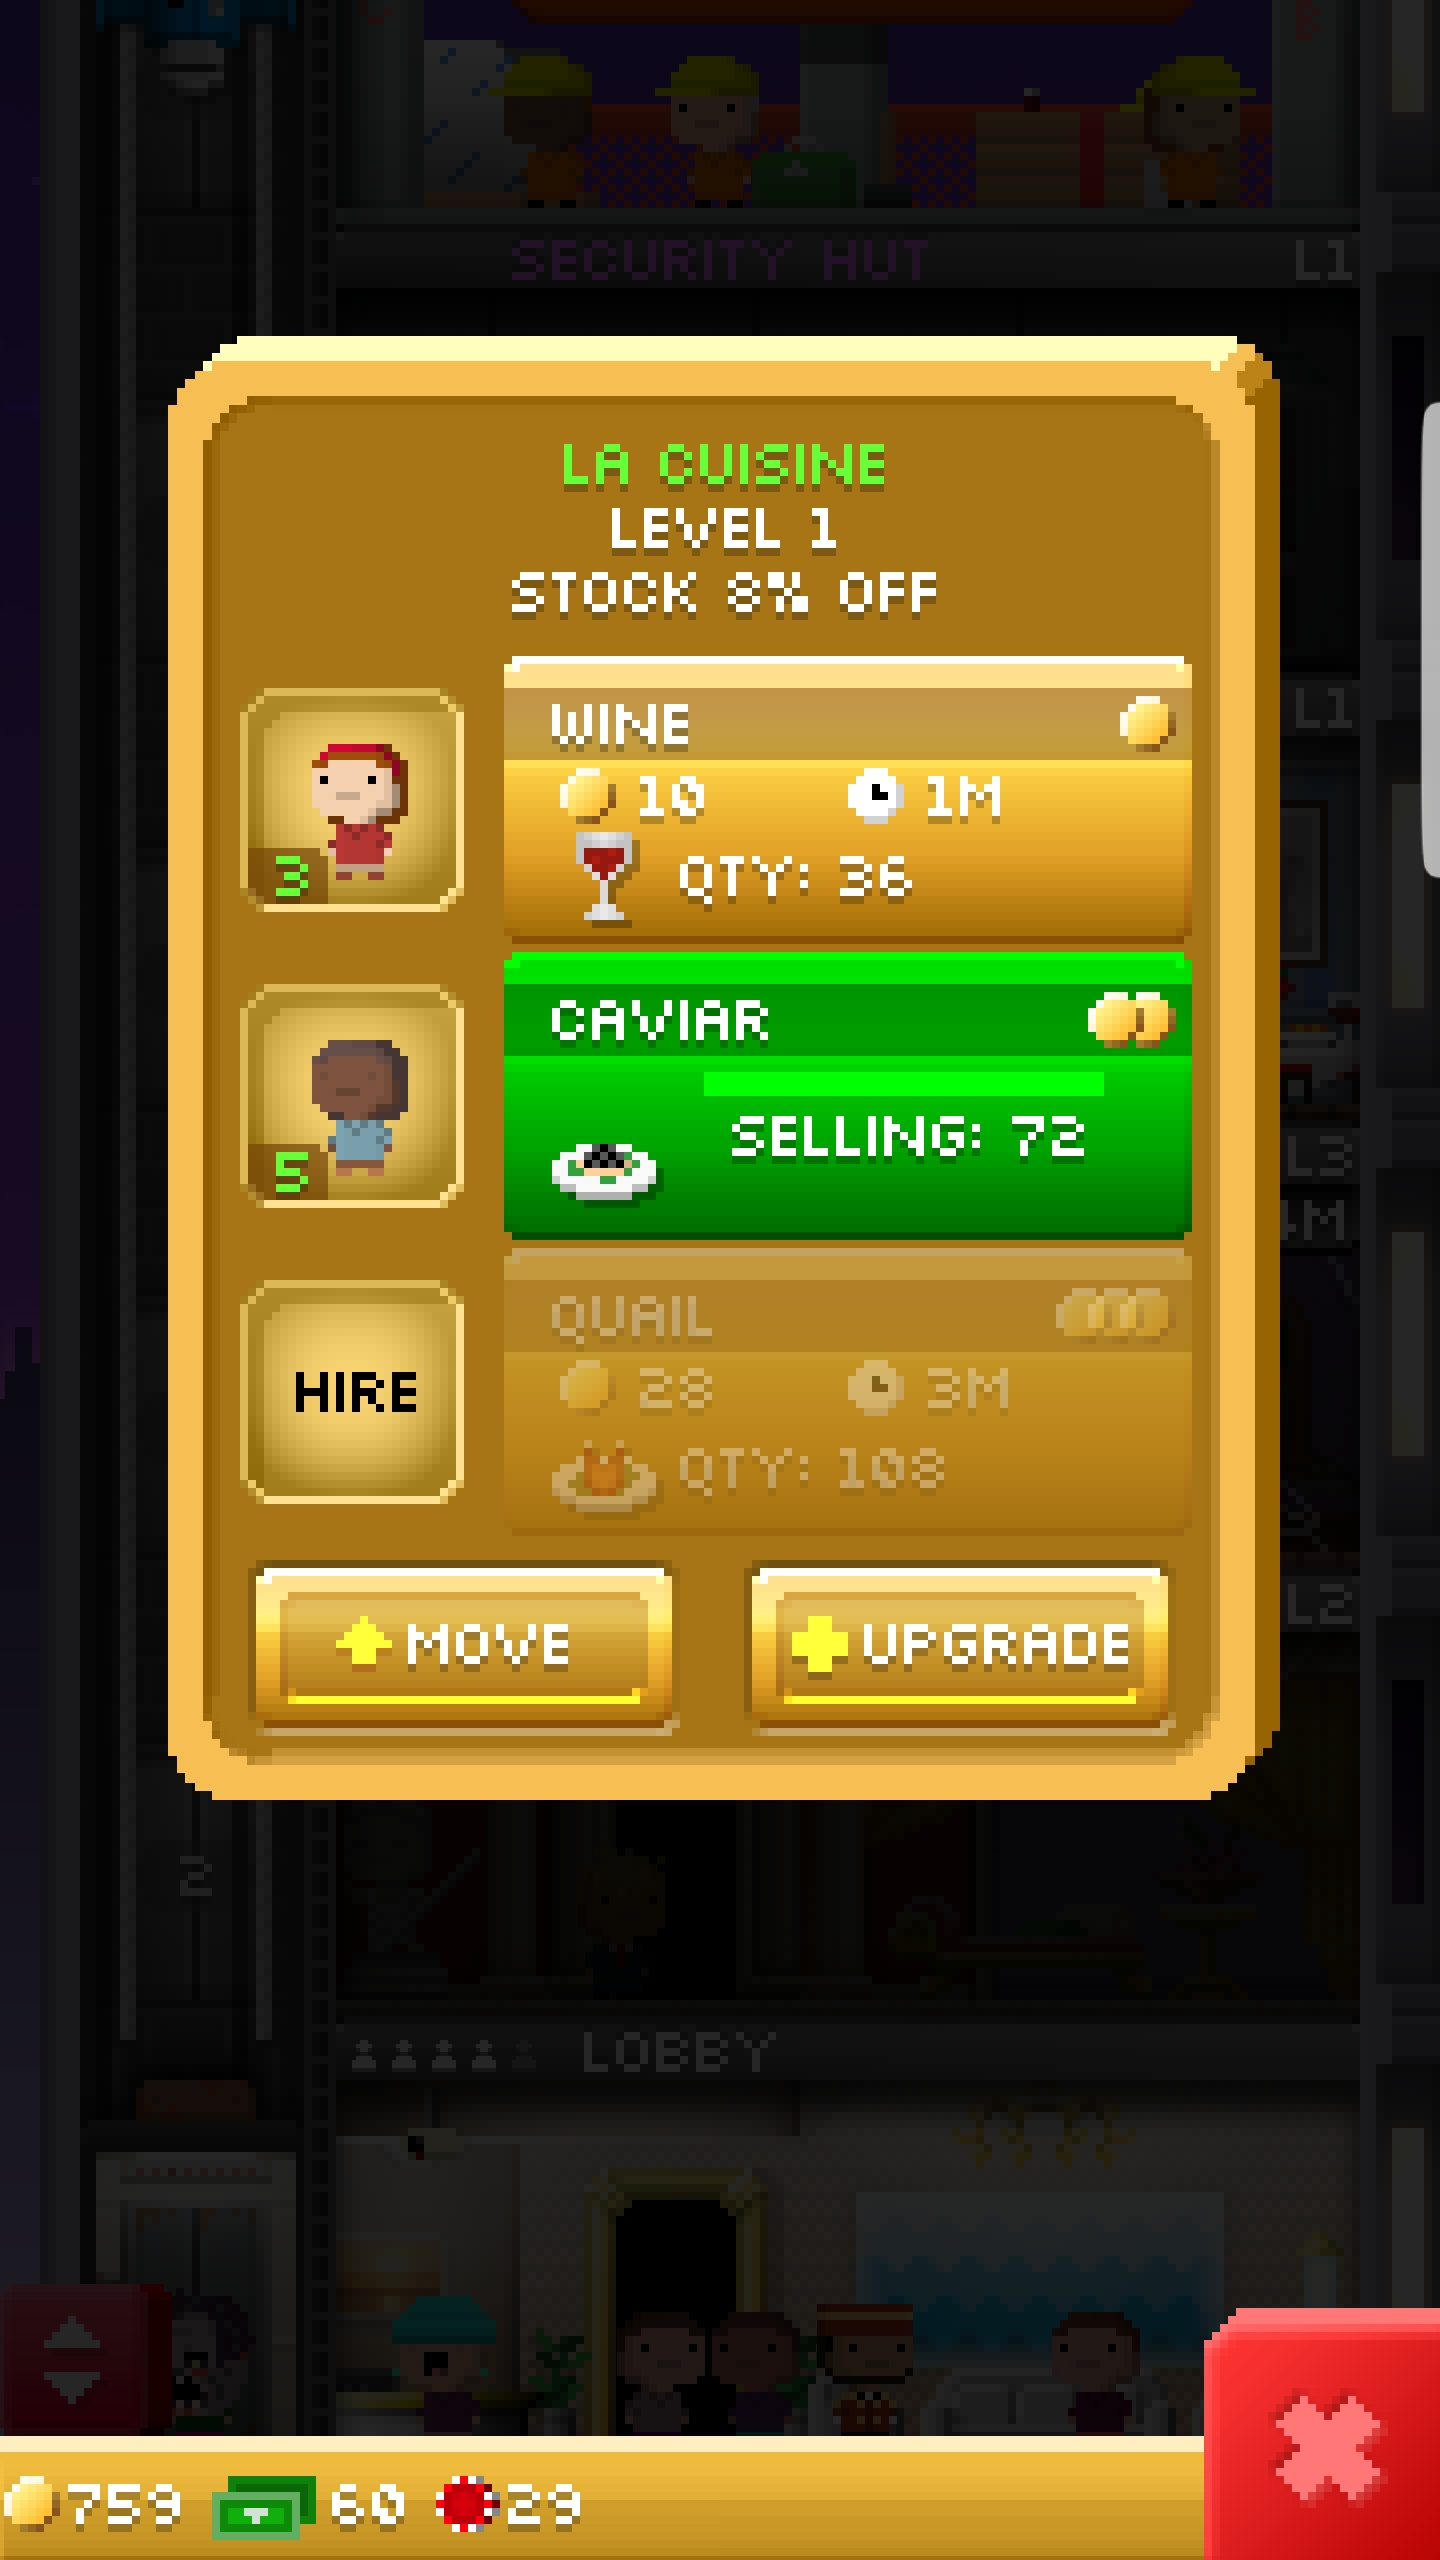 SECURITY HUT L1
LA CUISINE
LEVEL 1
STOCK 8% OFF
WINE
10 1M
QTY: 36
3
L1
CAVIAR
SELLING: 72
5
L3
4M
QUAIL
28 3M
QTY: 108
HIRE
L2
MOVE UPGRADE
2
LOBBY
759 60 29